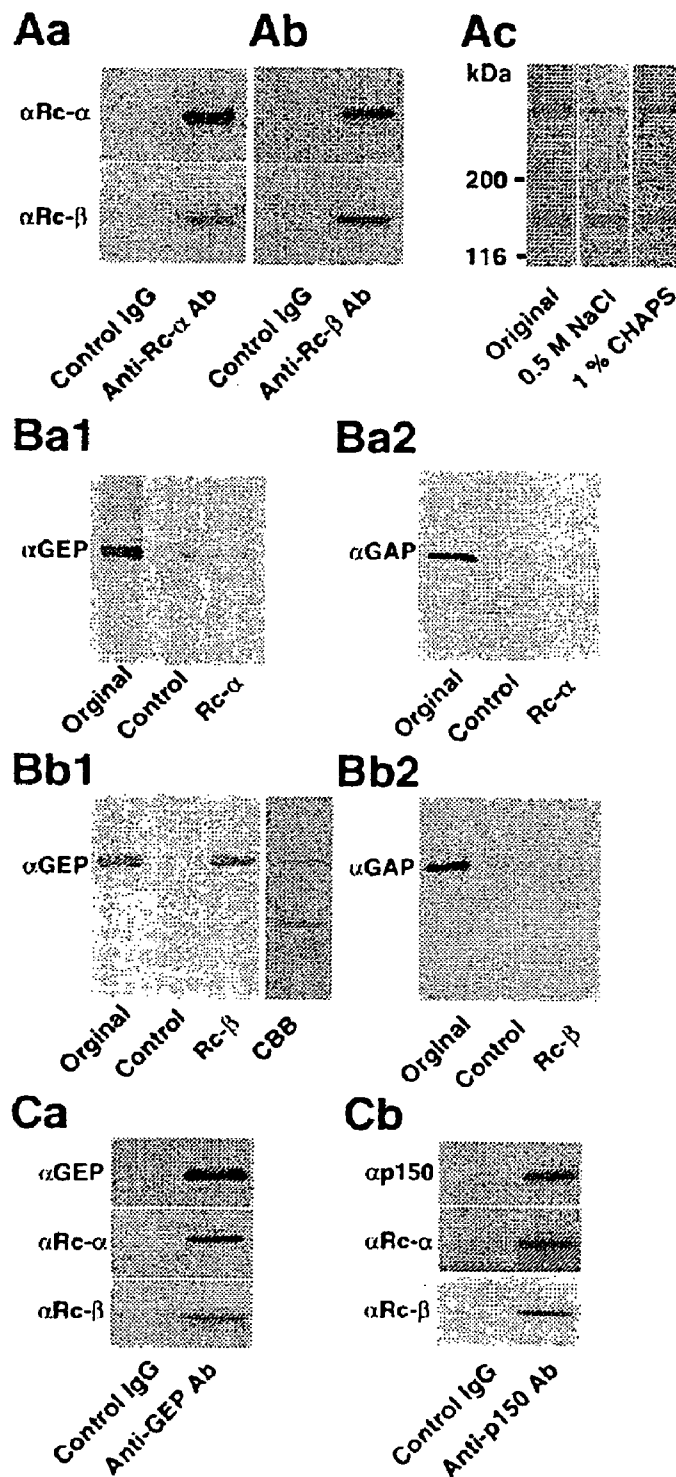 Aa
Ab
Ac
kDa
αRc-α
200
αRc-β
116
Control IgG
Anti-Rc-α Ab
Control IgG
Anti-Rc-β Ab
Original
0.5 M NaCl
1 % CHAPS
Ba1
Ba2
αGEP
αGAP
Orginal
Control
Rc-α
Orginal
Control
Rc-α
Bb1
Bb2
αGEP
αGAP
Orginal
Control
Rc-β
CBB
Orginal
Control
Rc-β
Ca
Cb
αGEP
αp150
αRc-α
αRc-α
αRc-β
αRc-β
Control IgG
Anti-GEP Ab
Control IgG
Anti-p150 Ab